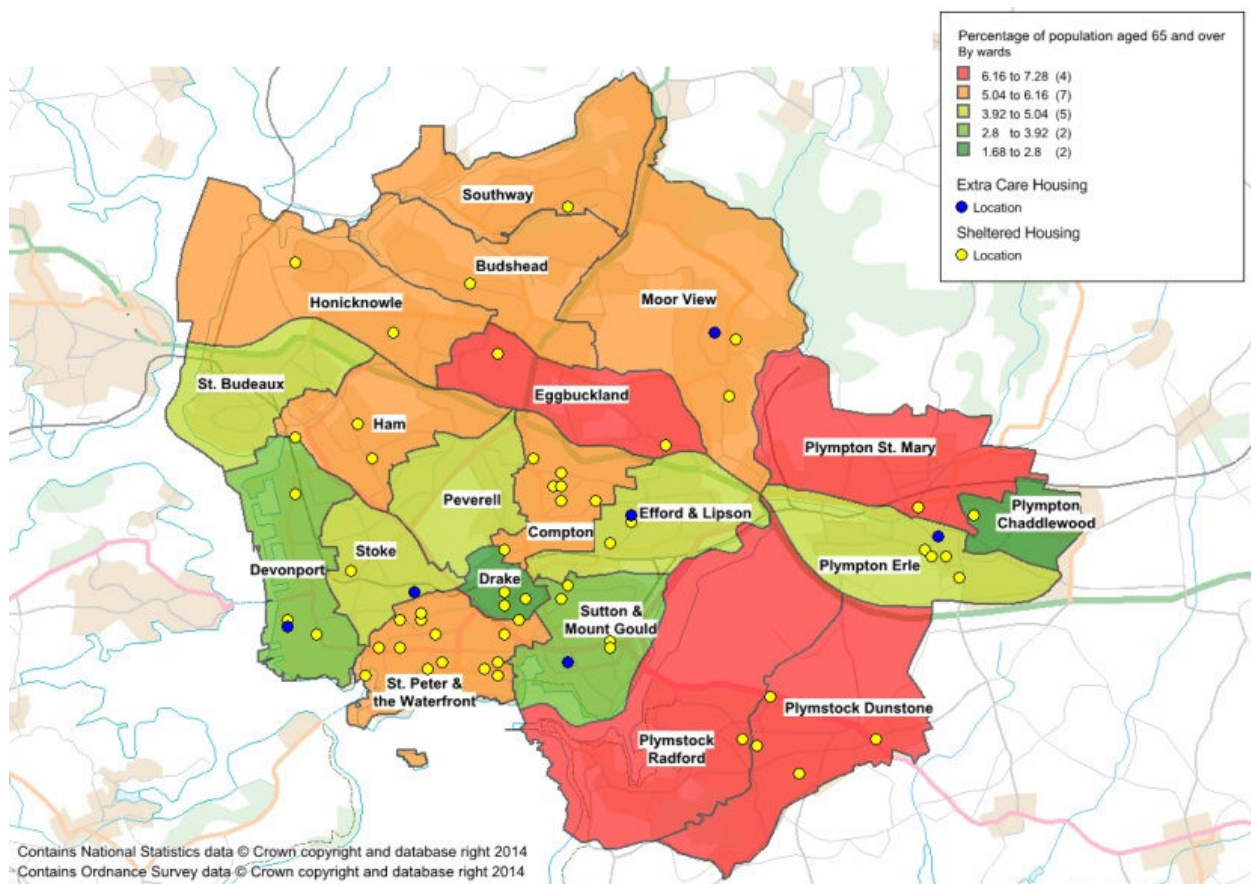 Percentage of population aged 65 and over
By wards
6.16 to 7.28 (4)
5.04 to 6.16 (7)
3.92 to 5.04 (5)
2.8 to 3.92 (2)
1.68 to 2.8 (2)
Extra Care Housing
Location
Sheltered Housing
Location
Southway
Budshead
Moor View
Honicknowle
St. Budeaux
Eggbuckland
Ham
Plympton St. Mary
Peverell
Compton
Efford & Lipson
Plympton
Chaddlewood
Stoke
Devonport
Drake
Plympton Erle
Sutton &
Mount Gould
St. Peter &
the Waterfront
Plymstock Dunstone
Plymstock
Radford
Contains National Statistics data © Crown copyright and database right 2014
Contains Ordnance Survey data © Crown copyright and database right 2014